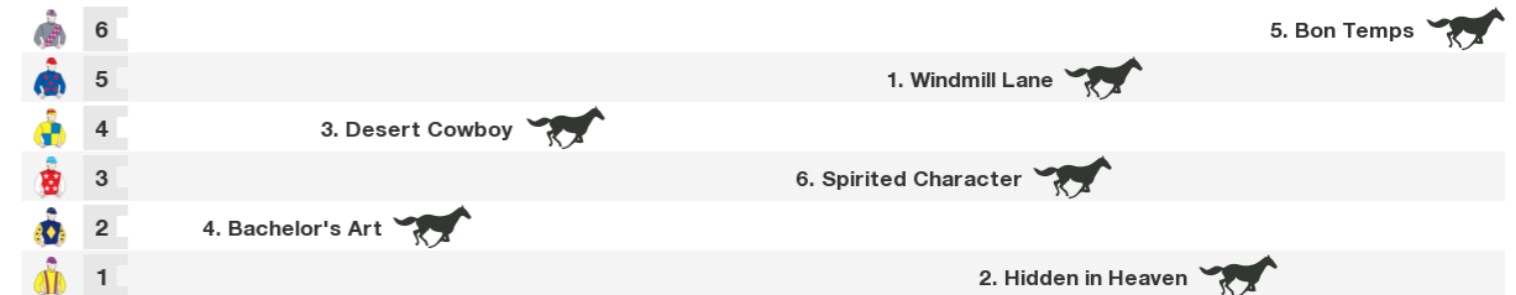 6 5. Bon Temps
5 1. Windmill Lane
4 3. Desert Cowboy
3 6. Spirited Character
2 4. Bachelor's Art
1 2. Hidden in Heaven